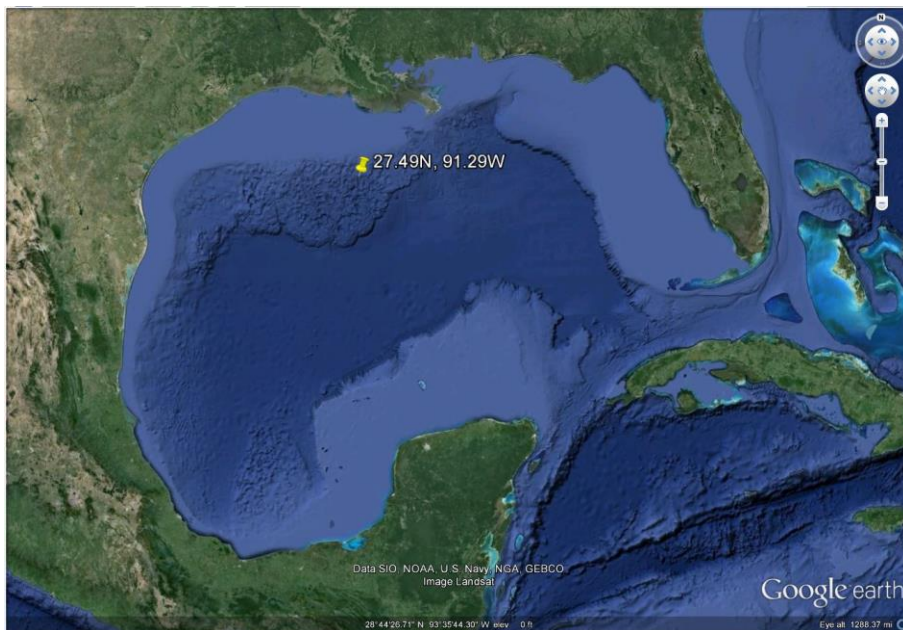 N
27.49N, 91.29W
Data SIO, NOAA, U.S. Navy, NGA, GEBCO
Image Landsat
Google earth
28°44'26.71" N 93°35'44.30" W elev 0 ft
Eye alt 1288.37 mi